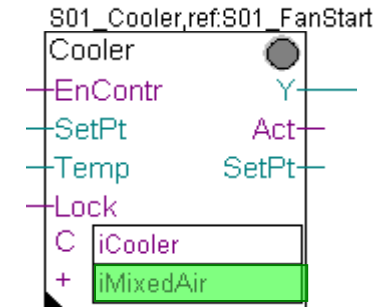 S01_Cooler,ref:S01_FanStart
Cooler
EnContr Y
SetPt Act
Temp SetPt
Lock
C iCooler
+ iMixedAir